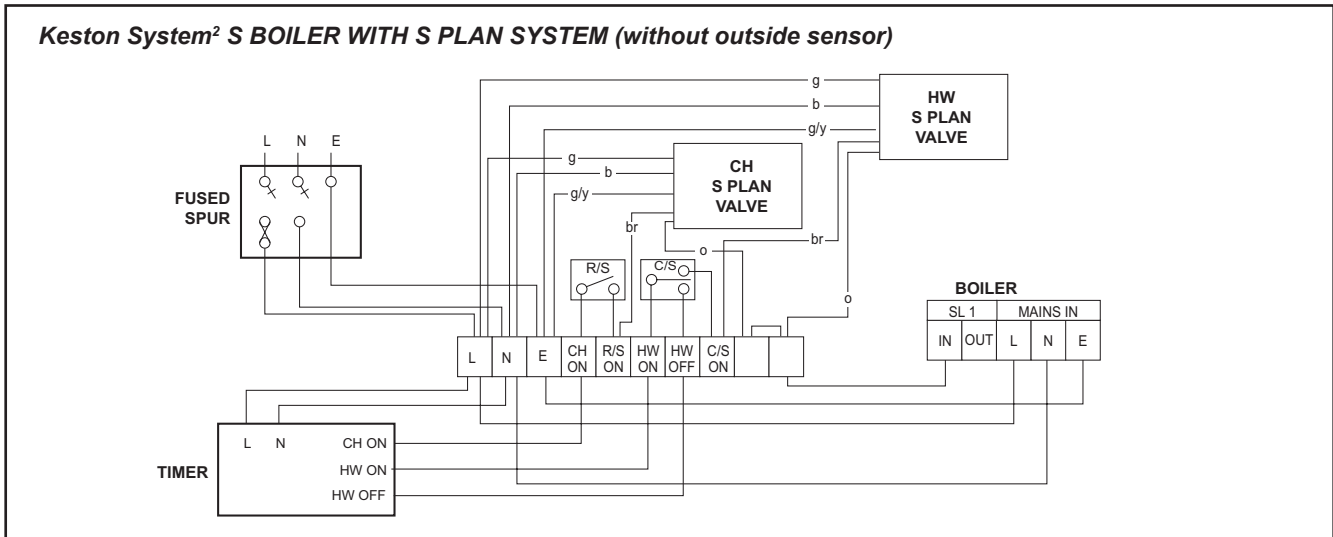 Keston System² S BOILER WITH S PLAN SYSTEM (without outside sensor)
g
b
g/y
HW
S PLAN
VALVE
L N E
FUSED
SPUR
g
b
g/y
br
o
CH
S PLAN
VALVE
br
o
R/S
C/S
BOILER
SL 1 MAINS IN
IN OUT L N E
L N E CH ON R/S ON HW ON HW OFF C/S ON
TIMER
L N CH ON
HW ON
HW OFF